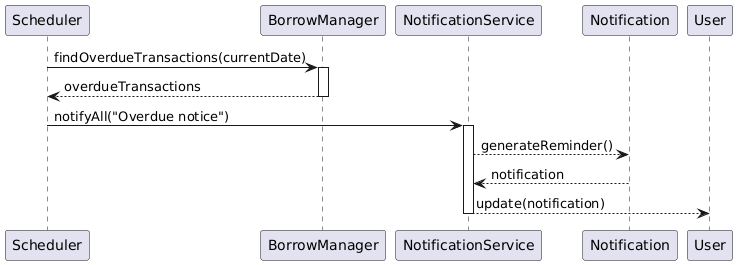 Scheduler BorrowManager NotificationService Notification User
findOverdueTransactions(currentDate)
overdueTransactions
notifyAll("Overdue notice")
generateReminder()
notification
update(notification)
Scheduler BorrowManager NotificationService Notification User